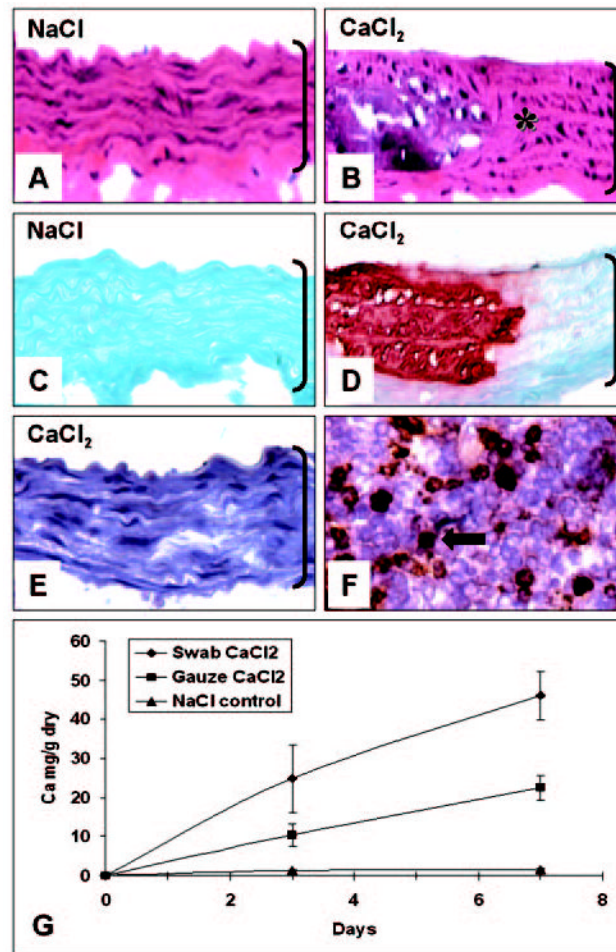 NaCl
CaCl₂
A
*
B
NaCl
CaCl₂
C
D
CaCl₂
E
F
60
50
40
30
20
10
0
Ca mg/g dry
Swab CaCl2
Gauze CaCl2
NaCl control
0
2
4
6
8
Days
G